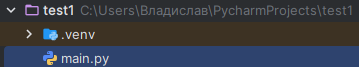 test1 C:\Users\Владислав\PycharmProjects\test1
.venv
main.py